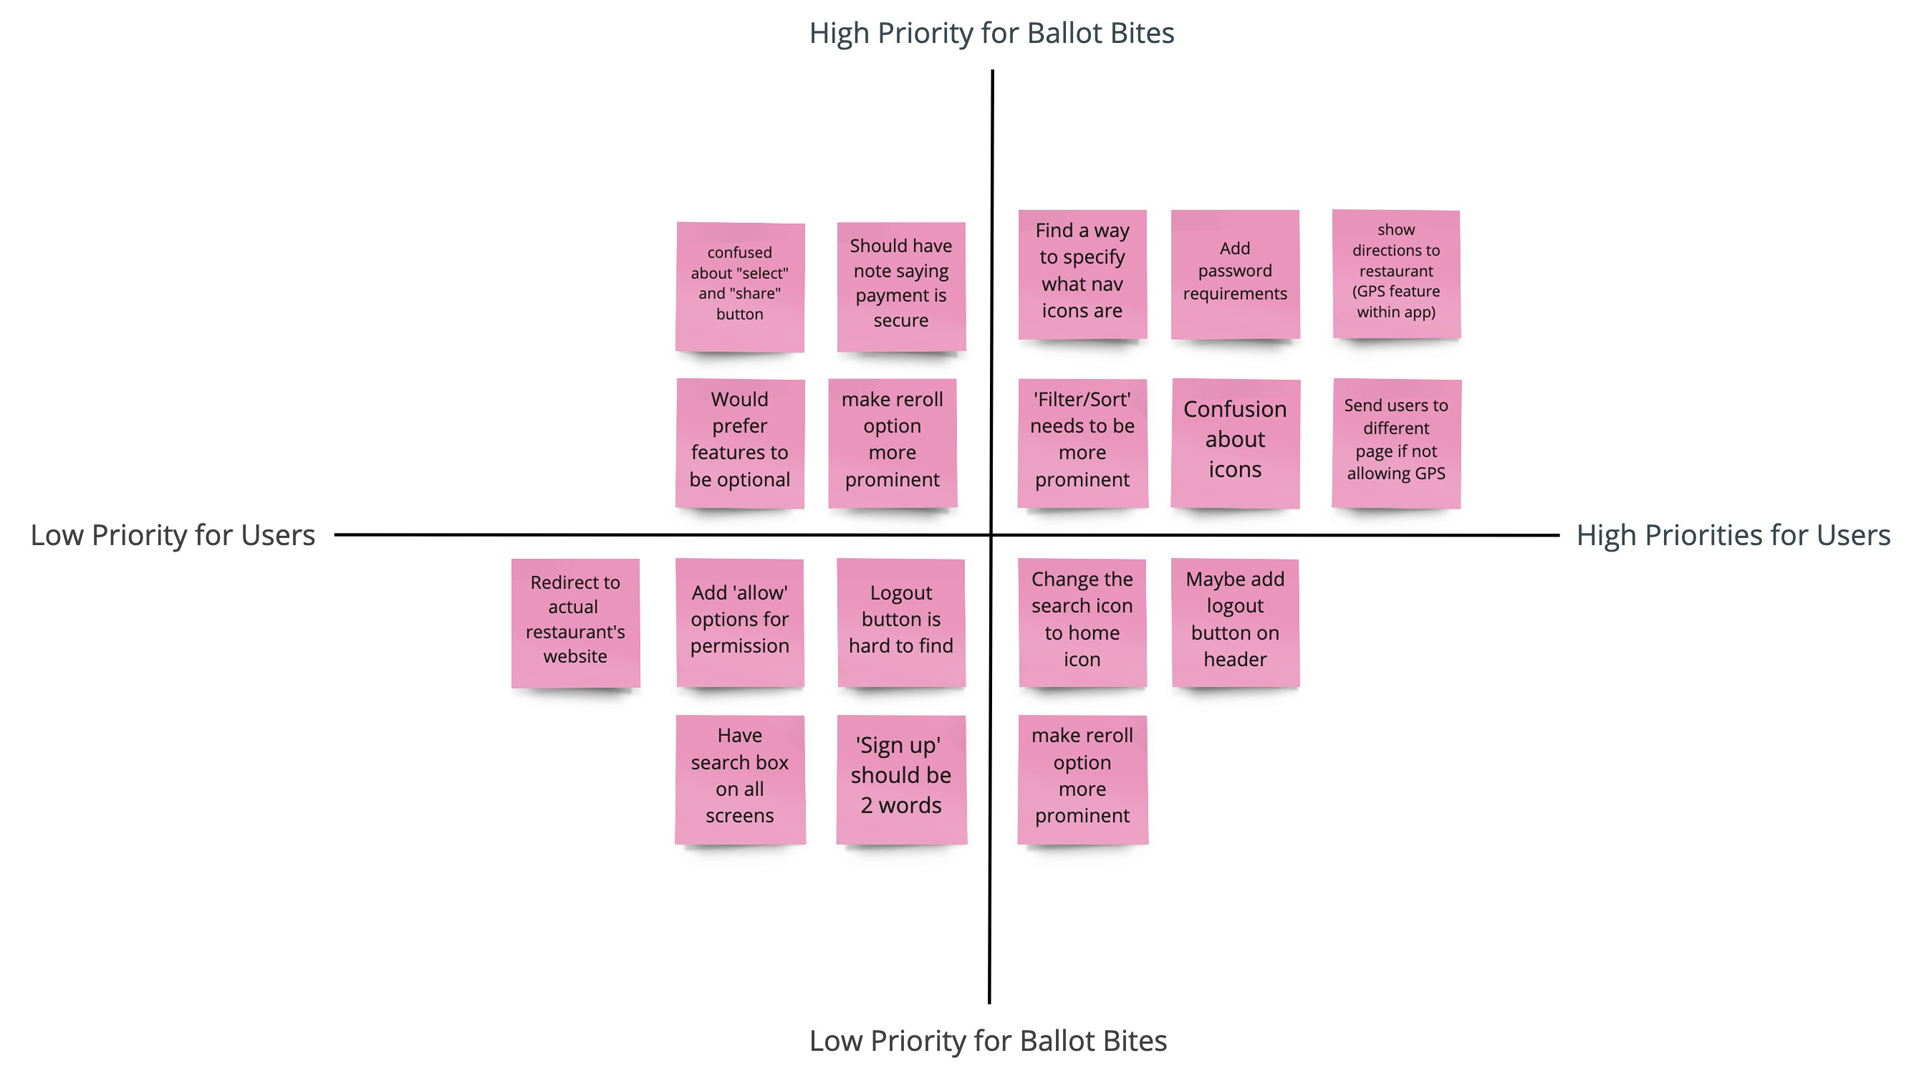 High Priority for Ballot Bites
confused
about "select"
and "share"
button
Should have
note saying
payment is
secure
Find a way
to specify
what nav
icons are
Add
password
requirements
show
directions to
restaurant
(GPS feature
within app)
Would
prefer
features to
be optional
make reroll
option
more
prominent
'Filter/Sort'
needs to be
more
prominent
Confusion
about
icons
Send users to
different
page if not
allowing GPS
Low Priority for Users
High Priorities for Users
Redirect to
actual
restaurant's
website
Add 'allow'
options for
permission
Logout
button is
hard to find
Change the
search icon
to home
icon
Maybe add
logout
button on
header
Have
search box
on all
screens
'Sign up'
should be
2 words
make reroll
option
more
prominent
Low Priority for Ballot Bites